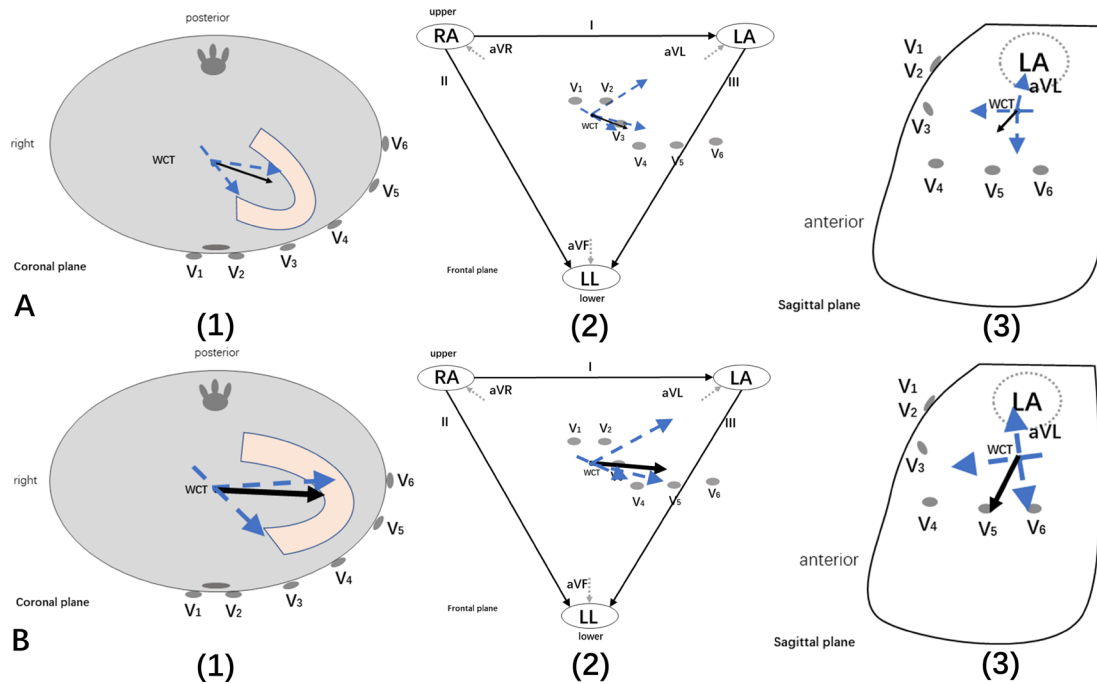 posterior
right
WCT
V6
V5
V4
V3
V1
V2
Coronal plane
A
(1)
upper
RA
I
LA
aVR
aVL
II
III
V1
V2
WCT
V3
V4
V5
V6
aVF
Frontal plane
LL
lower
(2)
V1
V2
LA
aVL
WCT
V3
V4
V5
V6
anterior
Sagittal plane
(3)
posterior
right
WCT
V6
V5
V4
V3
V1
V2
Coronal plane
B
(1)
upper
RA
I
LA
aVR
aVL
II
III
V1
V2
WCT
V4
V5
V6
aVF
Frontal plane
LL
lower
(2)
V1
V2
LA
aVL
WCT
V3
V4
V5
V6
anterior
Sagittal plane
(3)